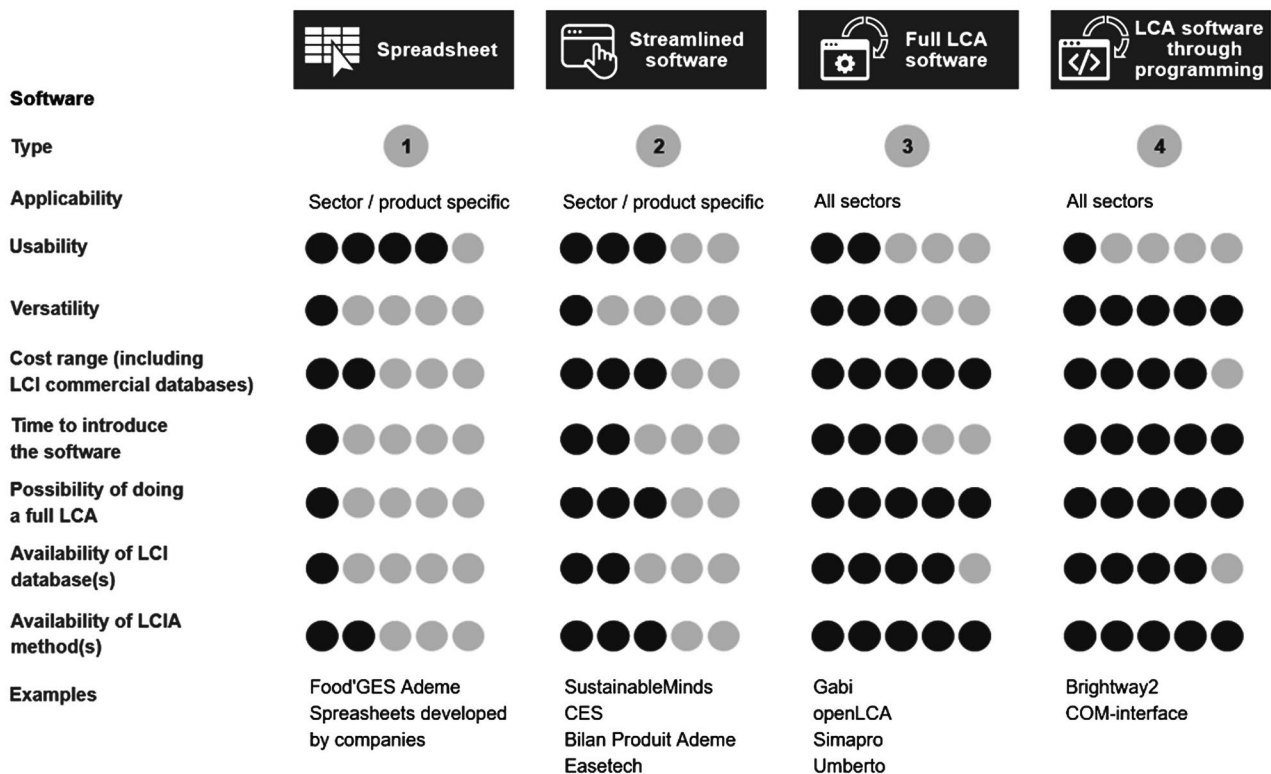 Spreadsheet
Streamlined
software
Full LCA
software
LCA software
through
programming
Software
Type
1
2
3
4
Applicability
Sector / product specific
Sector / product specific
All sectors
All sectors
Usability
Versatility
Cost range (including
LCI commercial databases)
Time to introduce
the software
Possibility of doing
a full LCA
Availability of LCI
database(s)
Availability of LCIA
method(s)
Examples
Food'GES Ademe
Spreasheets developed
by companies
SustainableMinds
CES
Bilan Produit Ademe
Easetech
Gabi
openLCA
Simapro
Umberto
Brightway2
COM-interface